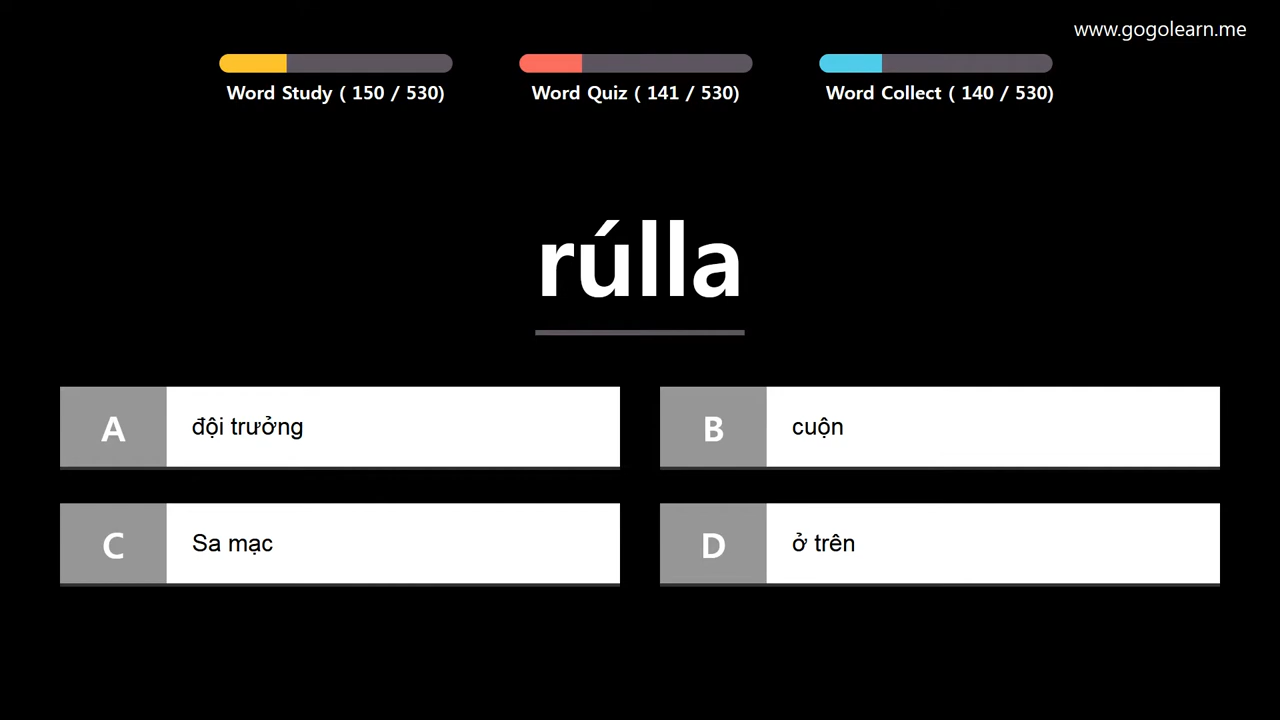 www.gogolearn.me
Word Study ( 150 / 530)
Word Quiz ( 141 / 530)
Word Collect ( 140 / 530)
rúlla
A đội trưởng
B cuộn
C Sa mạc
D ở trên